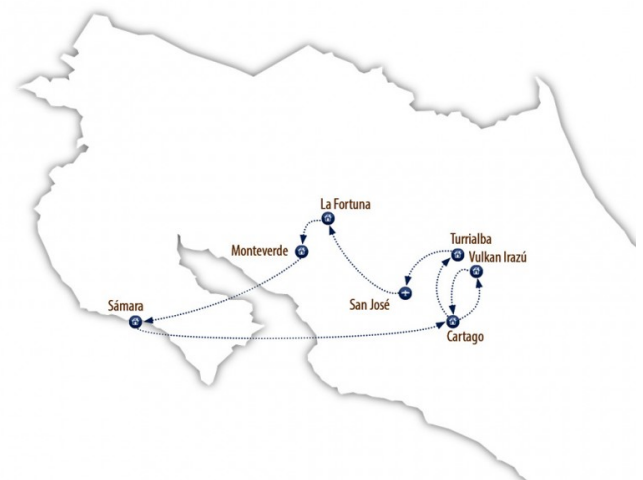 La Fortuna
Monteverde
Turrialba
Vulkan Irazú
San José
Sámara
Cartago